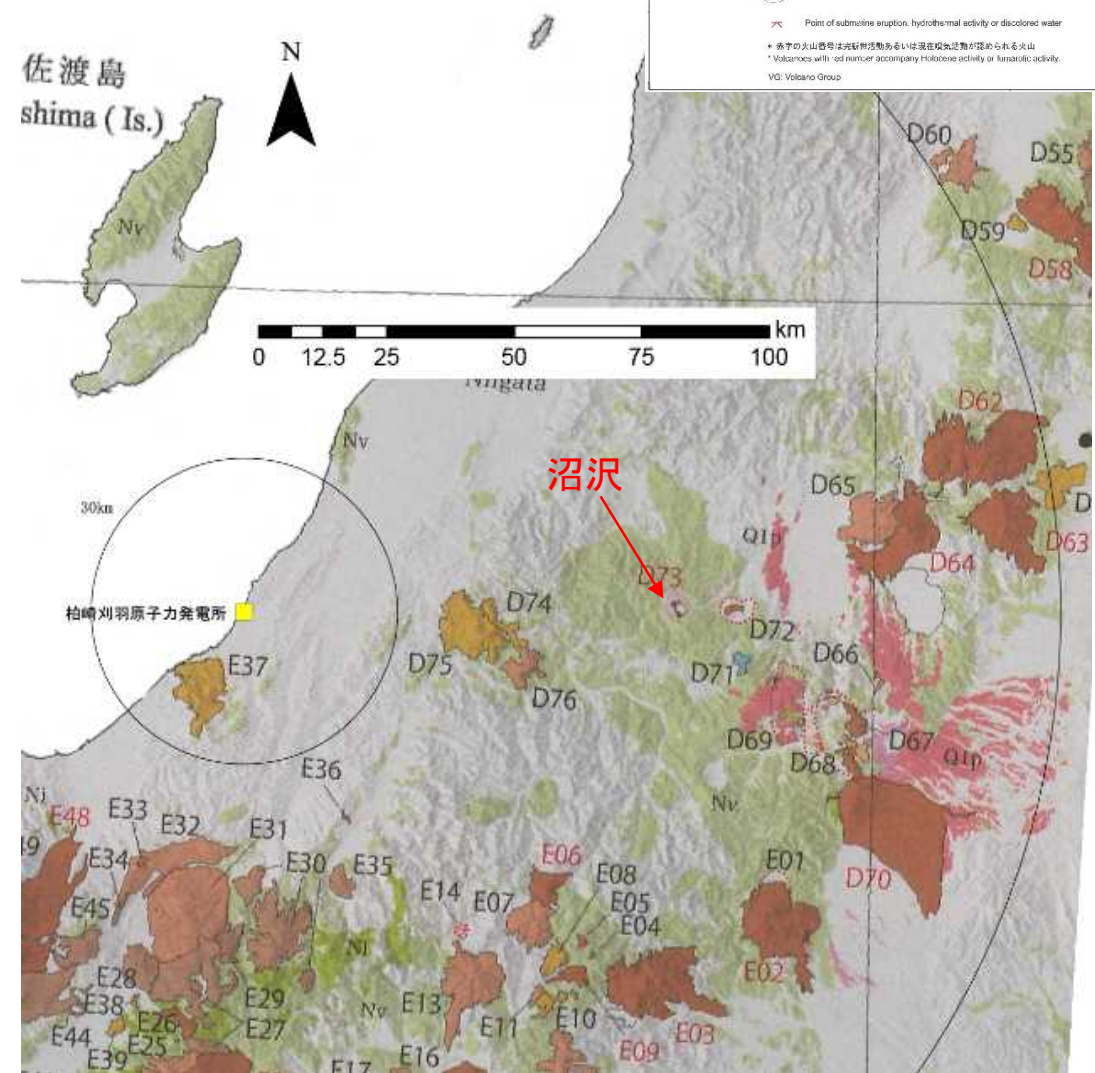 Point of submarine eruption, hydrothermal activity or discolored water
* 赤字の火山番号は完新世活動あるいは現在噴気活動が認められる火山
* Volcanoes with red number accompany Holocene activity or fumarolic activity.
VG: Volcano Group
佐渡島
shima ( Is.)
N
D60
D55
Nv
D59
D58
km
0 12.5 25 50 75 100
Niigata
D62
Nv
沼沢
D65
30km
Q1p
D
D63
D64
D73
柏崎刈羽原子力発電所
D74
D72
D75
E37
D71
D66
D76
D69
D67
D68
Q1p
E36
Nv
Ni
E48
E33
E32
E31
E01
E06
E34
E30
E35
E08
D70
E14
E07
E05
E45
E04
Ni
E28
E02
E38
E29
Nv
E13
E11
E10
E44
E26
E27
E03
E25
E09
E39
E17
E16